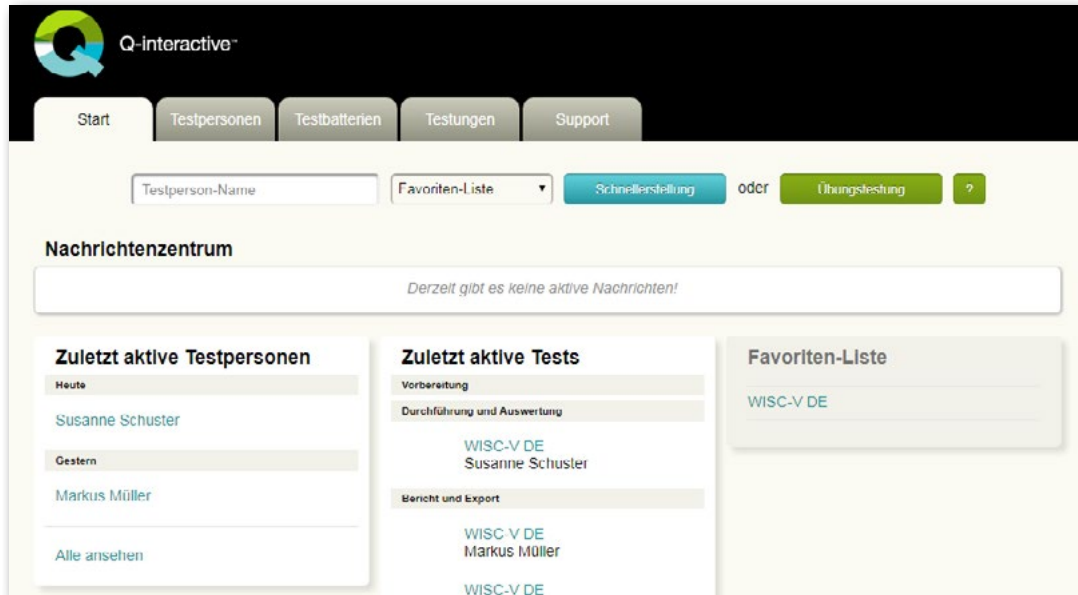 Q-interactive™
Start Testpersonen Testbatterien Testungen Support
Testperson-Name Favoriten-Liste Schnellerstellung oder Übungstestung ?
Nachrichtenzentrum
Derzeit gibt es keine aktive Nachrichten!
Zuletzt aktive Testpersonen
Heute
Susanne Schuster
Gestern
Markus Müller
Alle ansehen
Zuletzt aktive Tests
Vorbereitung
Durchführung und Auswertung
WISC-V DE
Susanne Schuster
Bericht und Export
WISC-V DE
Markus Müller
WISC-V DE
Favoriten-Liste
WISC-V DE